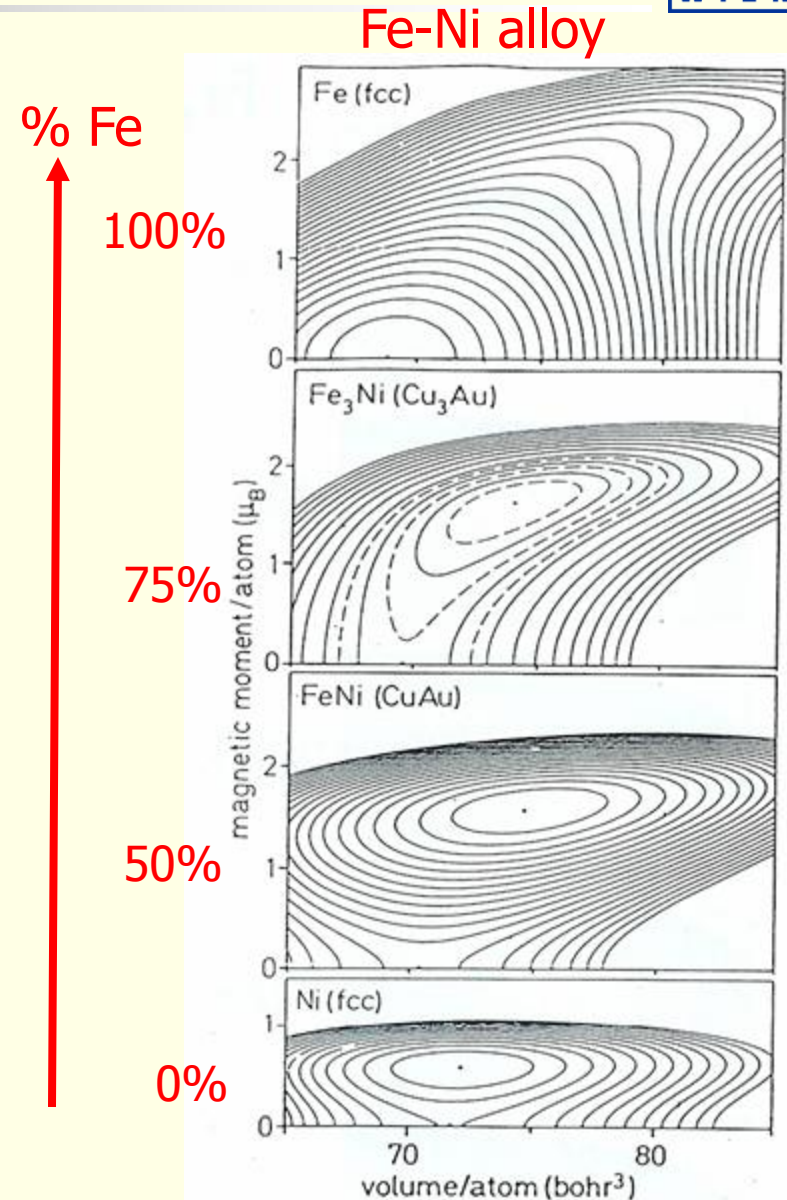 Fe-Ni alloy
% Fe
100%
75%
50%
0%
Fe (fcc)
2
1
0
Fe₃Ni (Cu₃Au)
2
1
0
FeNi (CuAu)
2
1
0
Ni (fcc)
1
0
magnetic moment/atom (μ_B)
70
80
volume/atom (bohr³)